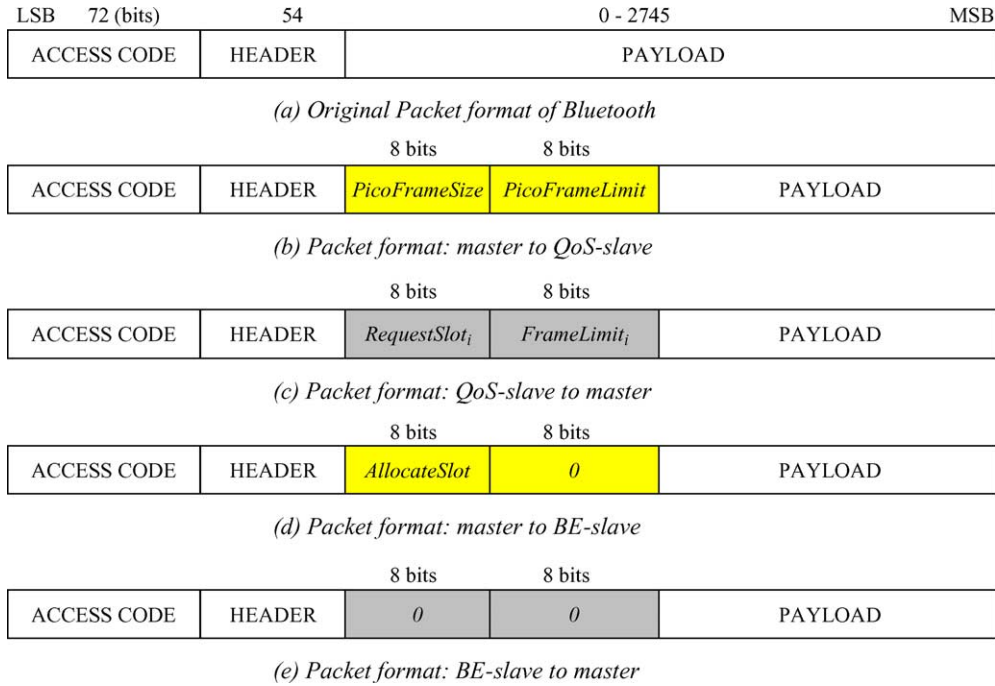 LSB 72 (bits) 54 0 - 2745 MSB
ACCESS CODE HEADER PAYLOAD
(a) Original Packet format of Bluetooth
8 bits 8 bits
ACCESS CODE HEADER PicoFrameSize PicoFrameLimit PAYLOAD
(b) Packet format: master to QoS-slave
8 bits 8 bits
ACCESS CODE HEADER RequestSlotᵢ FrameLimitᵢ PAYLOAD
(c) Packet format: QoS-slave to master
8 bits 8 bits
ACCESS CODE HEADER AllocateSlot 0 PAYLOAD
(d) Packet format: master to BE-slave
8 bits 8 bits
ACCESS CODE HEADER 0 0 PAYLOAD
(e) Packet format: BE-slave to master